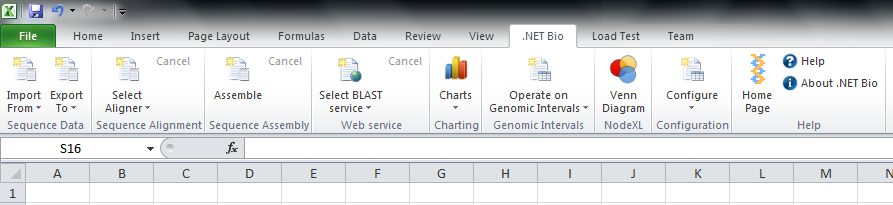 File Home Insert Page Layout Formulas Data Review View .NET Bio Load Test Team
Import From Export To
Sequence Data
Select Aligner Cancel
Sequence Alignment
Assemble Cancel
Sequence Assembly
Select BLAST service Cancel
Web service
Charts
Charting
Operate on Genomic Intervals
Genomic Intervals
Venn Diagram
NodeXL
Configure
Configuration
Home Page Help
About .NET Bio
Help
S16 fx
A B C D E F G H I J K L M N
1